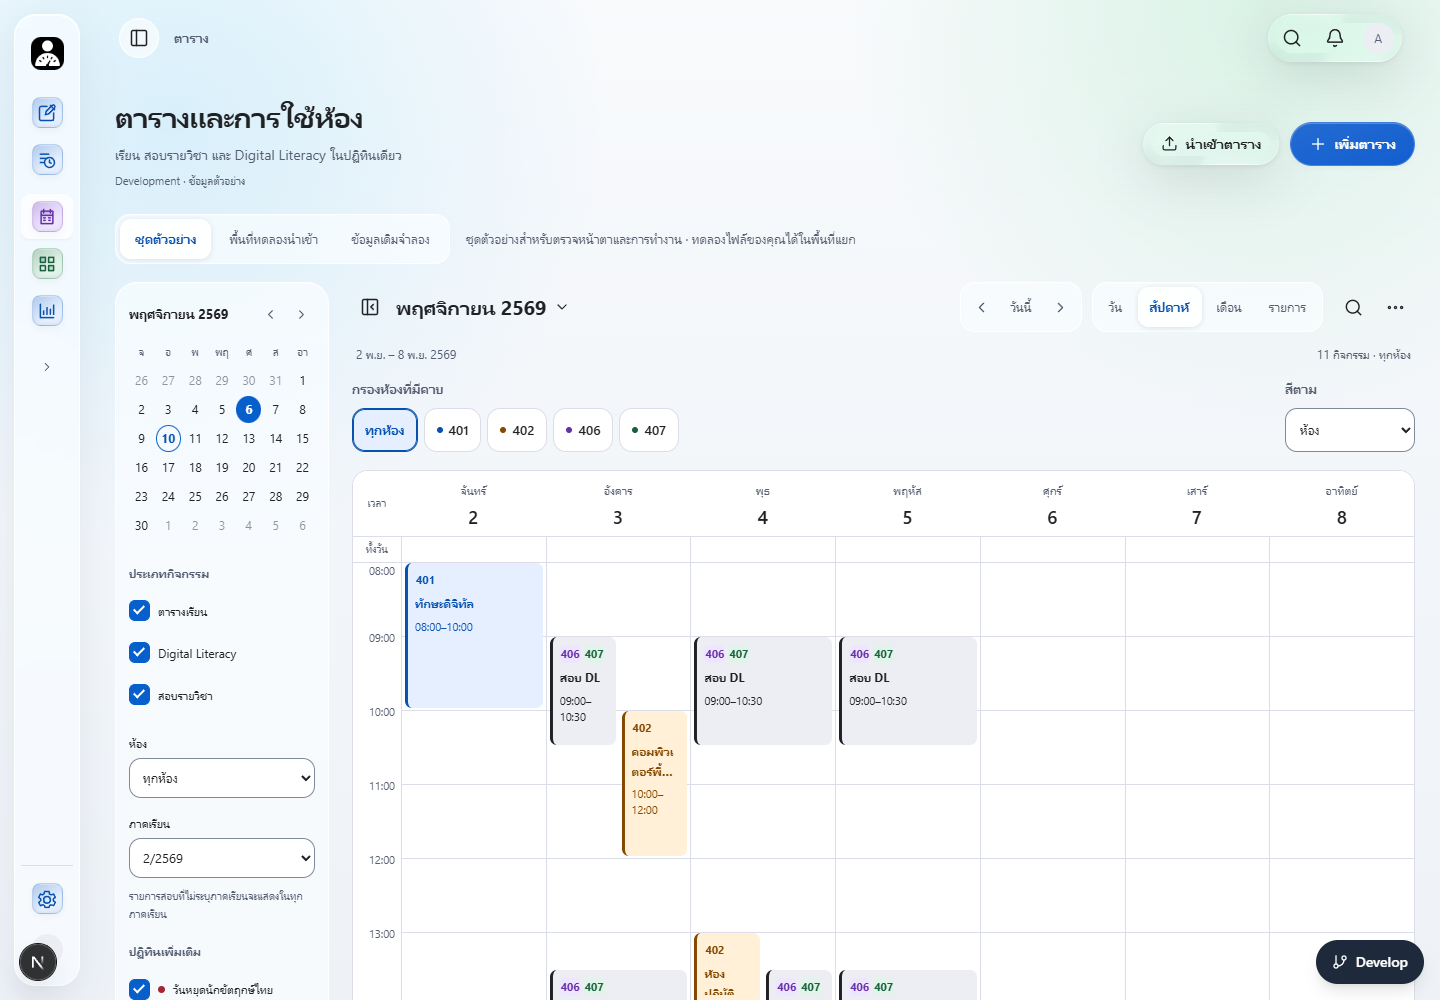 ตาราง
A
ตารางและการใช้ห้อง
เรียน สอบรายวิชา และ Digital Literacy ในปฏิทินเดียว
Development · ข้อมูลตัวอย่าง
นำเข้าตาราง
เพิ่มตาราง
ชุดตัวอย่าง
พื้นที่ทดลองนำเข้า
ข้อมูลเดิมจำลอง
ชุดตัวอย่างสำหรับตรวจหน้าตาและการทำงาน · ทดลองไฟล์ของคุณได้ในพื้นที่แยก
พฤศจิกายน 2569
จ อ พ พฤ ศ ส อา
26 27 28 29 30 31 1
2 3 4 5 6 7 8
9 10 11 12 13 14 15
16 17 18 19 20 21 22
23 24 25 26 27 28 29
30 1 2 3 4 5 6
ประเภทกิจกรรม
ตารางเรียน
Digital Literacy
สอบรายวิชา
ห้อง
ทุกห้อง
ภาคเรียน
2/2569
รายการสอบที่ไม่ระบุภาคเรียนจะแสดงในทุก
ภาคเรียน
ปฏิทินเพิ่มเติม
วันหยุดนักขัตฤกษ์ไทย
N
พฤศจิกายน 2569
วันนี้
วัน
สัปดาห์
เดือน
รายการ
2 พ.ย. – 8 พ.ย. 2569
11 กิจกรรม · ทุกห้อง
กรองห้องที่มีคาบ
สีตาม
ทุกห้อง
401
402
406
407
ห้อง
เวลา
จันทร์
2
อังคาร
3
พุธ
4
พฤหัส
5
ศุกร์
6
เสาร์
7
อาทิตย์
8
ทั้งวัน
08:00
09:00
10:00
11:00
12:00
13:00
401
ทักษะดิจิทัล
08:00–10:00
406 407
สอบ DL
09:00–
10:30
402
คอมพิวเ
ตอร์พื้...
10:00–
12:00
406 407
406 407
สอบ DL
09:00–10:30
402
ห้อง
ปฏิบัติ
406 407
406 407
สอบ DL
09:00–10:30
406 407
Develop